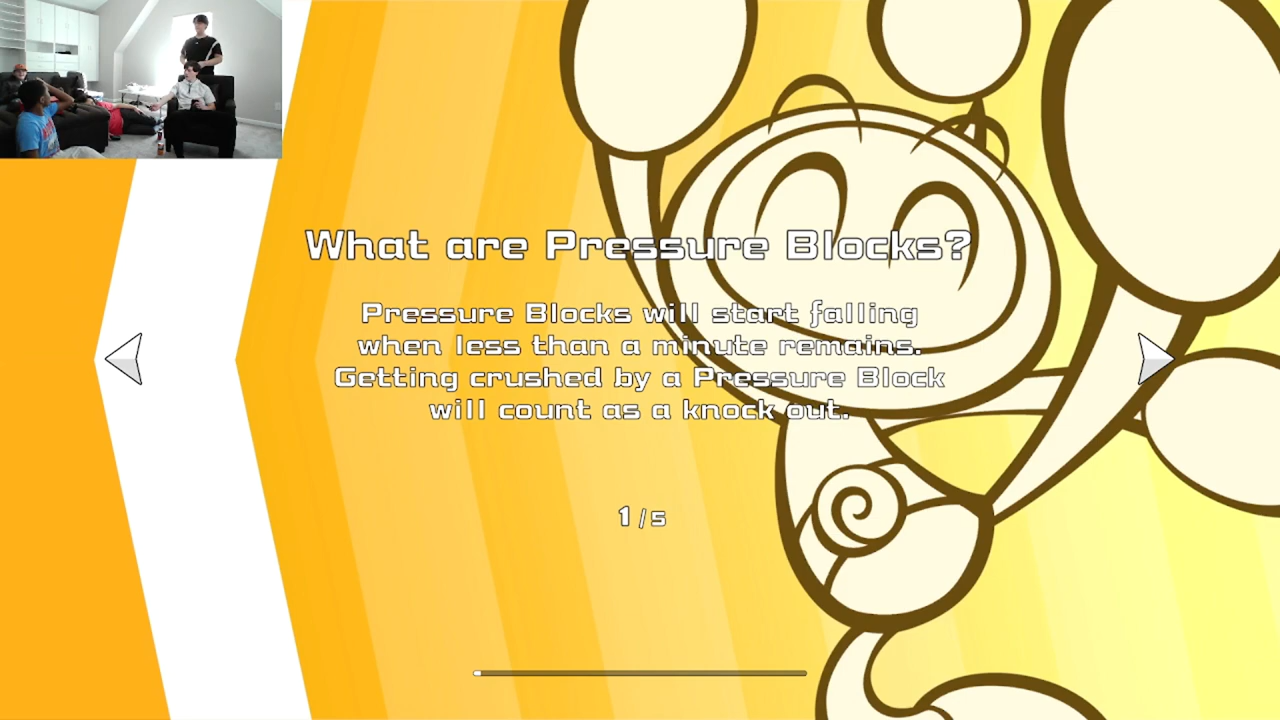 What are Pressure Blocks?
Pressure Blocks will start falling
when less than a minute remains.
Getting crushed by a Pressure Block
will count as a knock out.
1/5